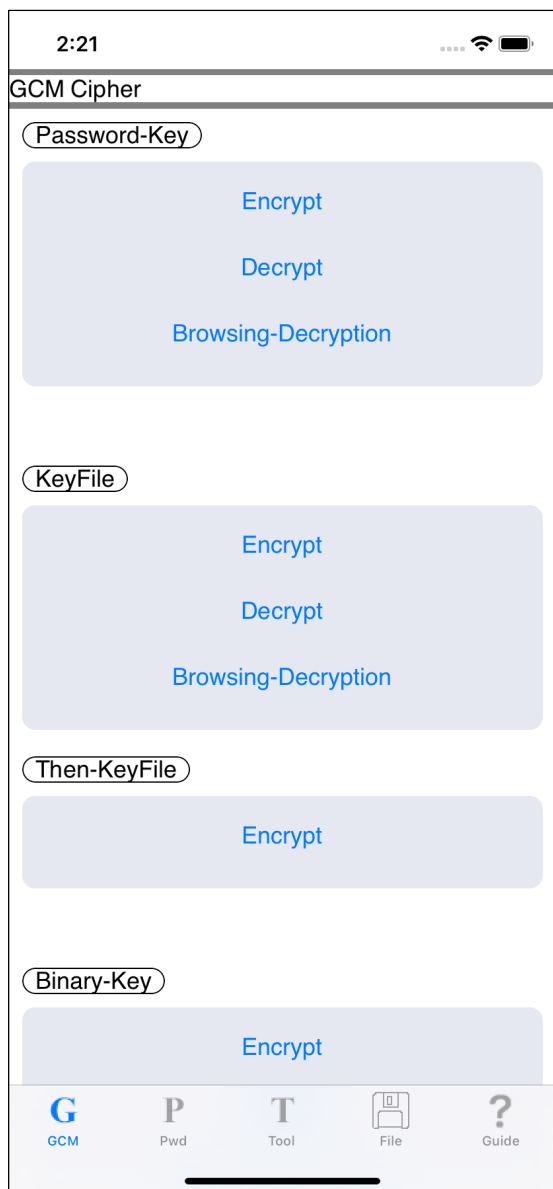 2:21
GCM Cipher
Password-Key
Encrypt
Decrypt
Browsing-Decryption
KeyFile
Encrypt
Decrypt
Browsing-Decryption
Then-KeyFile
Encrypt
Binary-Key
Encrypt
G P T ?
GCM Pwd Tool File Guide